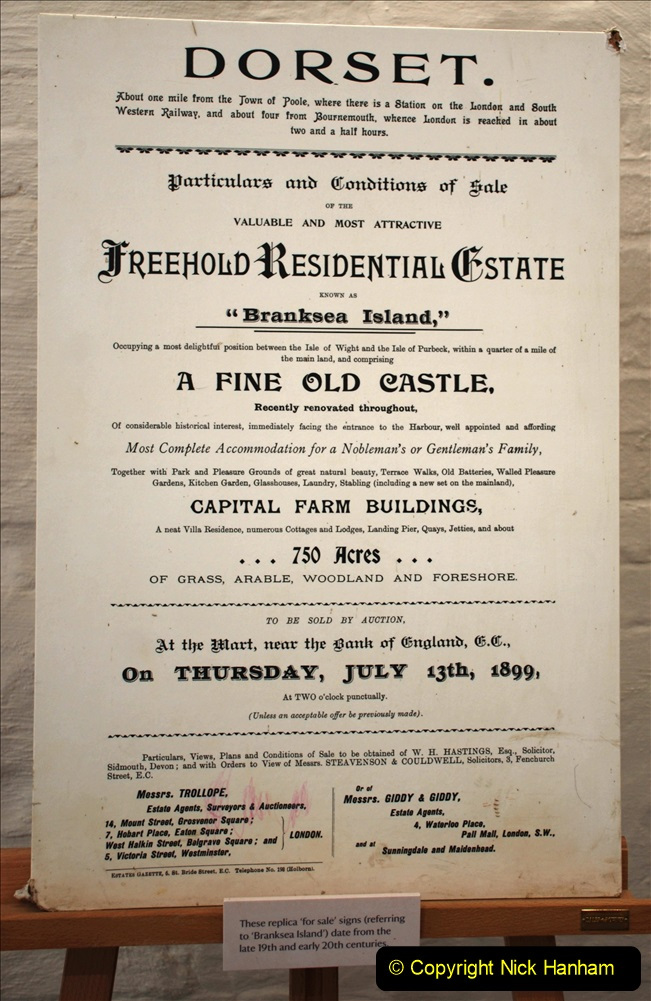 DORSET.
About one mile from the Town of Poole, where there is a Station on the London and South
Western Railway, and about four from Bournemouth, whence London is reached in about
two and a half hours.
Particulars and Conditions of Sale
OF THE
VALUABLE AND MOST ATTRACTIVE
FREEHOLD RESIDENTIAL ESTATE
KNOWN AS
"Branksea Island,"
Occupying a most delightful position between the Isle of Wight and the Isle of Purbeck, within a quarter of a mile of
the main land, and comprising
A FINE OLD CASTLE,
Recently renovated throughout,
Of considerable historical interest, immediately facing the entrance to the Harbour, well appointed and affording
Most Complete Accommodation for a Nobleman's or Gentleman's Family,
Together with Park and Pleasure Grounds of great natural beauty, Terrace Walks, Old Batteries, Walled Pleasure
Gardens, Kitchen Garden, Glasshouses, Laundry, Stabling (including a new set on the mainland),
CAPITAL FARM BUILDINGS,
A neat Villa Residence, numerous Cottages and Lodges, Landing Pier, Quays, Jetties, and about
. . . 750 Acres . . .
OF GRASS, ARABLE, WOODLAND AND FORESHORE.
TO BE SOLD BY AUCTION,
At the Mart, near the Bank of England, E.C.,
On THURSDAY, JULY 13th, 1899,
At TWO o'clock punctually.
(Unless an acceptable offer be previously made).
Particulars, Views, Plans and Conditions of Sale to be obtained of W. H. HASTINGS, Esq., Solicitor,
Sidmouth, Devon; and with Orders to View of Messrs. STEAVENSON & COULDWELL, Solicitors, 3, Fenchurch
Street, E.C.
Messrs. TROLLOPE,
Estate Agents, Surveyors & Auctioneers,
14, Mount Street, Grosvenor Square;
7, Hobart Place, Eaton Square;
West Halkin Street, Belgrave Square; and
5, Victoria Street, Westminster,
LONDON.
Or of
Messrs. GIDDY & GIDDY,
Estate Agents,
4, Waterloo Place,
Pall Mall, London, S.W.,
and at
Sunningdale and Maidenhead.
ESTATES GAZETTE, 6, St. Bride Street, E.C. Telephone No. 198 (Holborn).
These replica 'for sale' signs (referring
to 'Branksea Island') date from the
late 19th and early 20th centuries.
© Copyright Nick Hanham